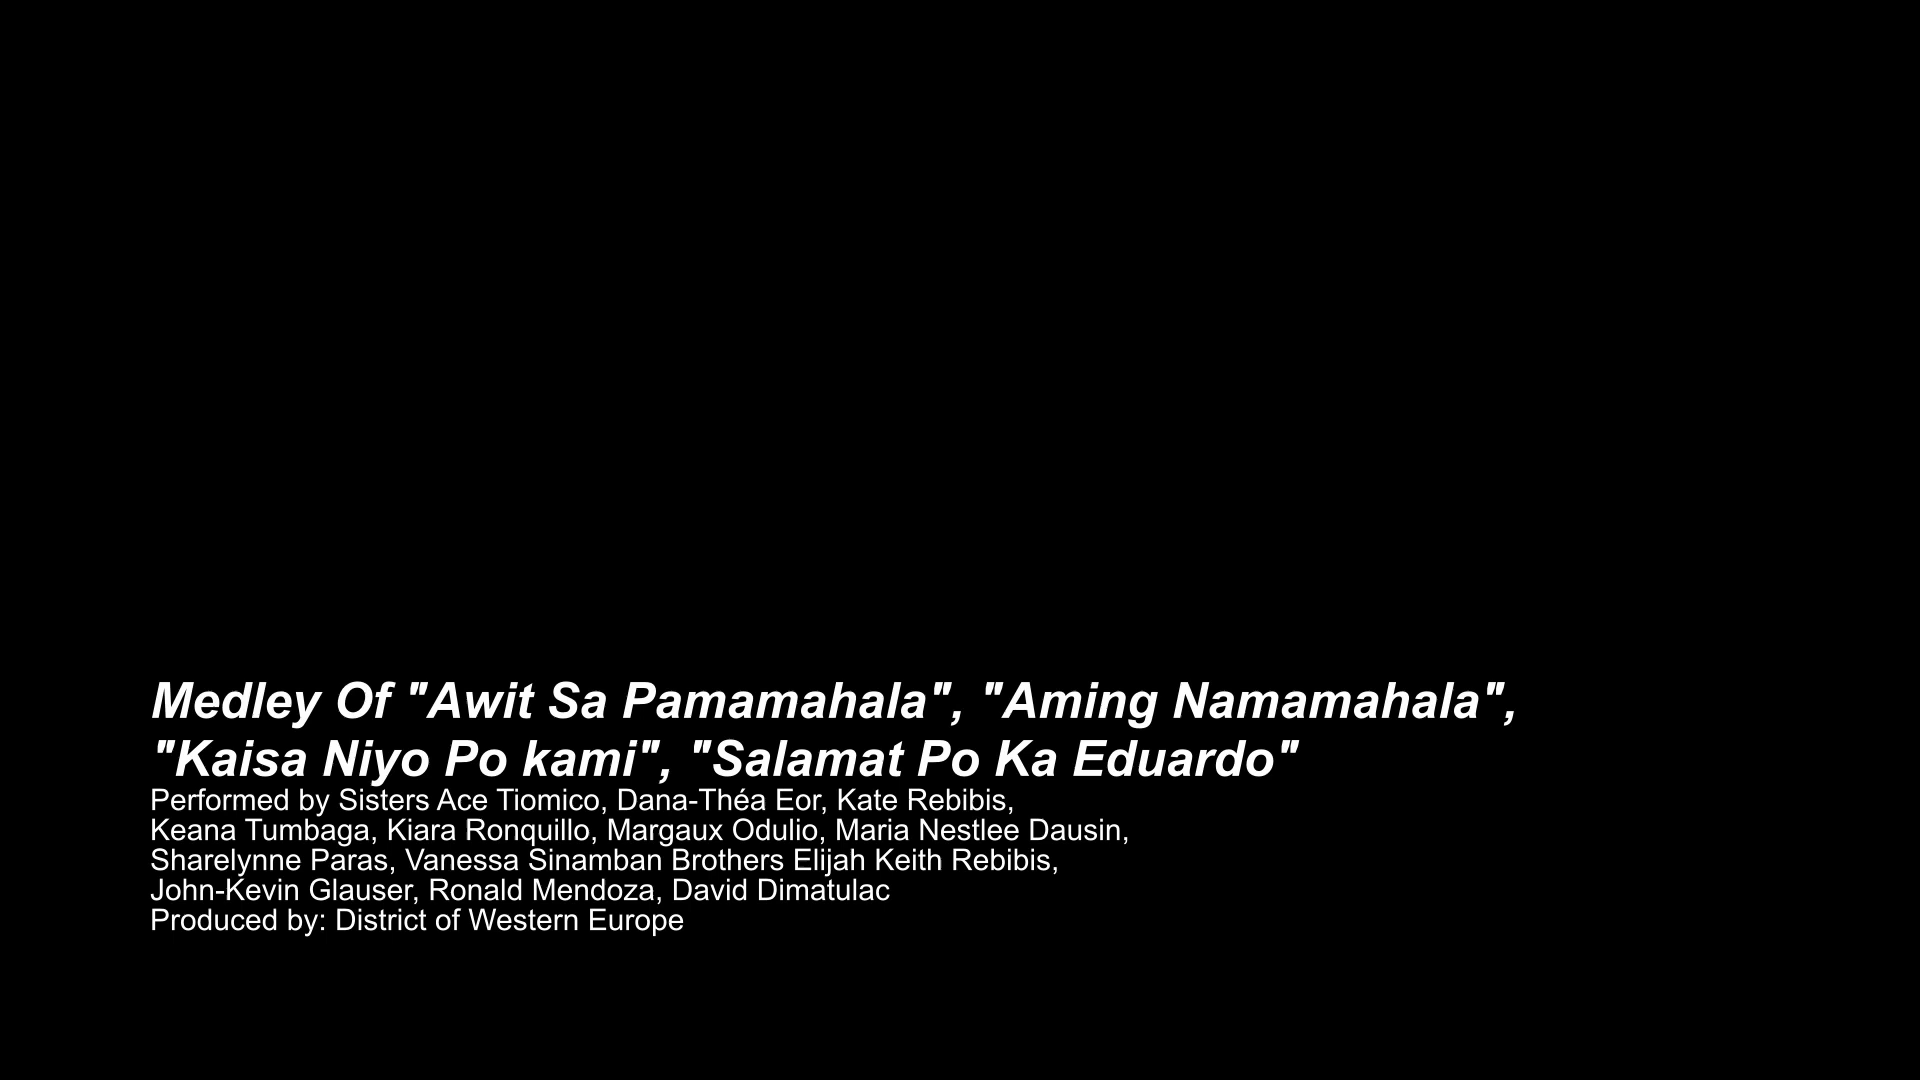 Medley Of "Awit Sa Pamamahala", "Aming Namamahala",
"Kaisa Niyo Po kami", "Salamat Po Ka Eduardo"
Performed by Sisters Ace Tiomico, Dana-Théa Eor, Kate Rebibis,
Keana Tumbaga, Kiara Ronquillo, Margaux Odulio, Maria Nestlee Dausin,
Sharelynne Paras, Vanessa Sinamban Brothers Elijah Keith Rebibis,
John-Kevin Glauser, Ronald Mendoza, David Dimatulac
Produced by: District of Western Europe